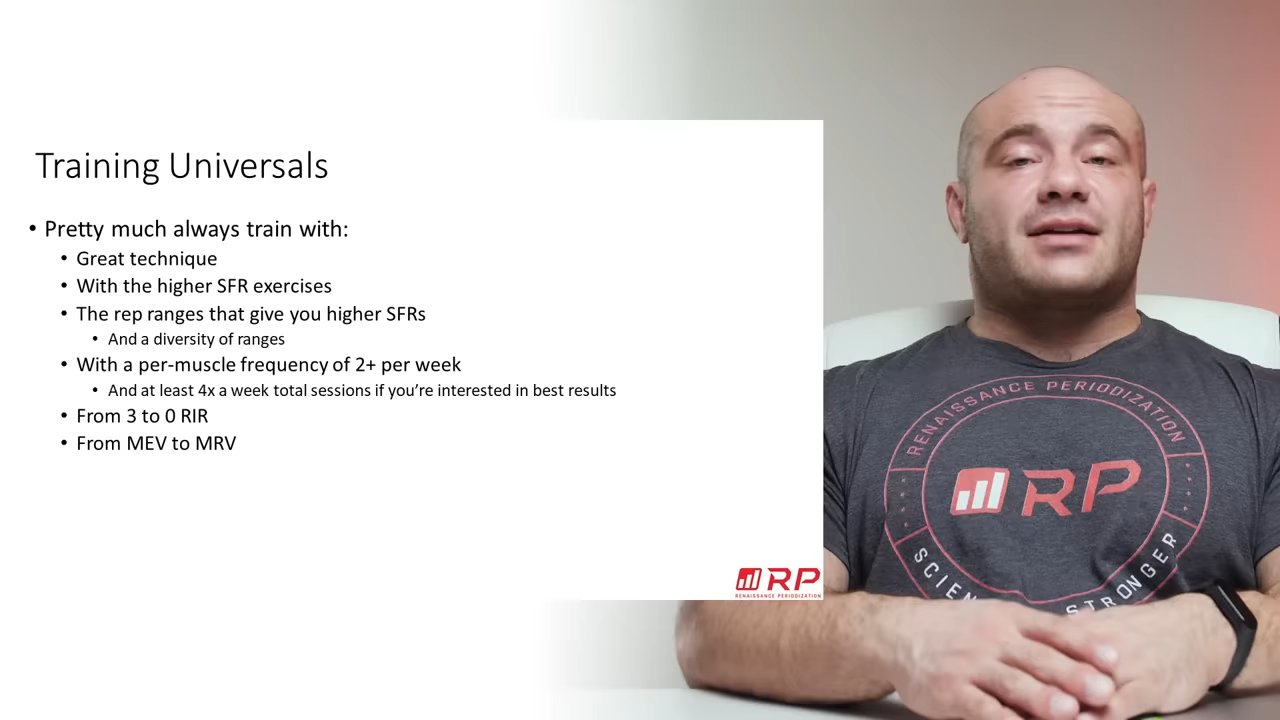 Training Universals
• Pretty much always train with:
• Great technique
• With the higher SFR exercises
• The rep ranges that give you higher SFRs
• And a diversity of ranges
• With a per-muscle frequency of 2+ per week
• And at least 4x a week total sessions if you’re interested in best results
• From 3 to 0 RIR
• From MEV to MRV
RP
RENAISSANCE PERIODIZATION
RENAISSANCE PERIODIZATION
RP
STRONGER